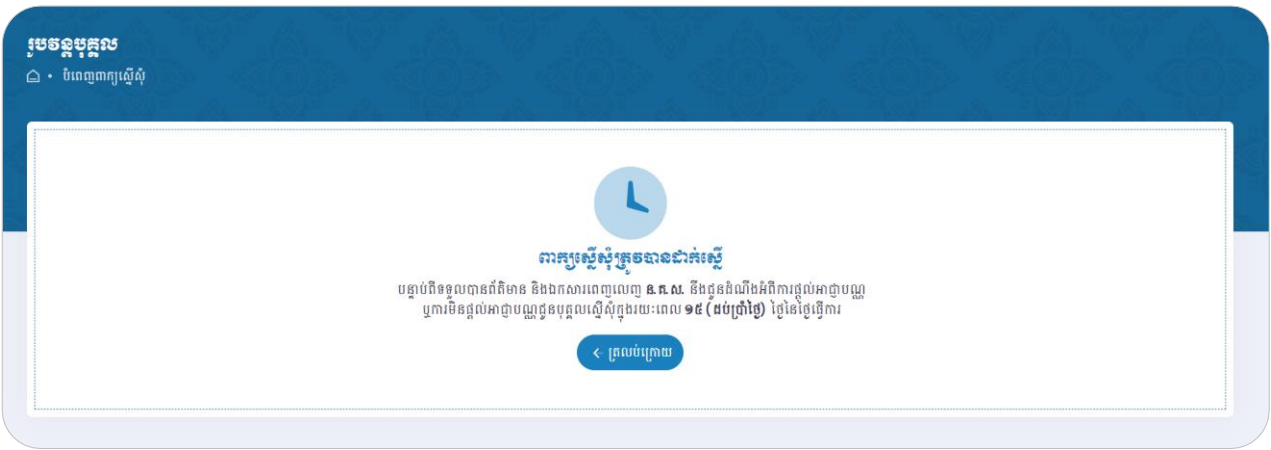 រូបវន្តបុគ្គល
បំពេញពាក្យស្នើសុំ
ពាក្យស្នើសុំត្រូវបានដាក់ស្នើ
បន្ទាប់ពីទទួលបានព័ត៌មាន និងឯកសារពេញលេញ ន.គ.ស. នឹងជូនដំណឹងអំពីការផ្តល់អាជ្ញាបណ្ណ
ឬការមិនផ្តល់អាជ្ញាបណ្ណជូនបុគ្គលស្នើសុំក្នុងរយៈពេល ១៥ (ដប់ប្រាំថ្ងៃ) ថ្ងៃនៃថ្ងៃធ្វើការ
ត្រលប់ក្រោយ